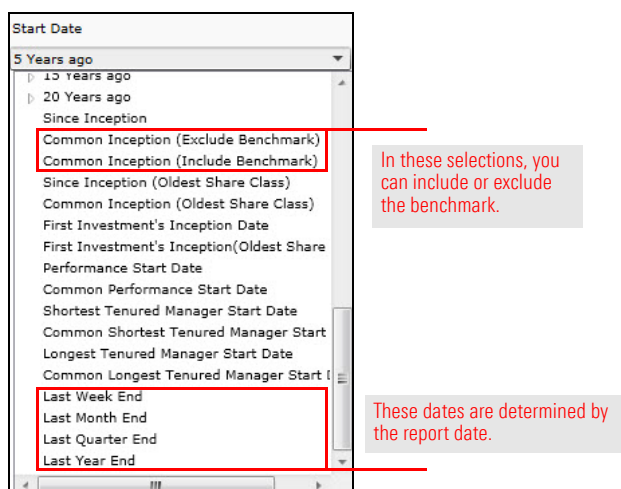 Start Date
5 Years ago
15 Years ago
20 Years ago
Since Inception
Common Inception (Exclude Benchmark)
Common Inception (Include Benchmark)
Since Inception (Oldest Share Class)
Common Inception (Oldest Share Class)
First Investment's Inception Date
First Investment's Inception(Oldest Share
Performance Start Date
Common Performance Start Date
Shortest Tenured Manager Start Date
Common Shortest Tenured Manager Start
Longest Tenured Manager Start Date
Common Longest Tenured Manager Start
Last Week End
Last Month End
Last Quarter End
Last Year End
In these selections, you
can include or exclude
the benchmark.
These dates are determined by
the report date.